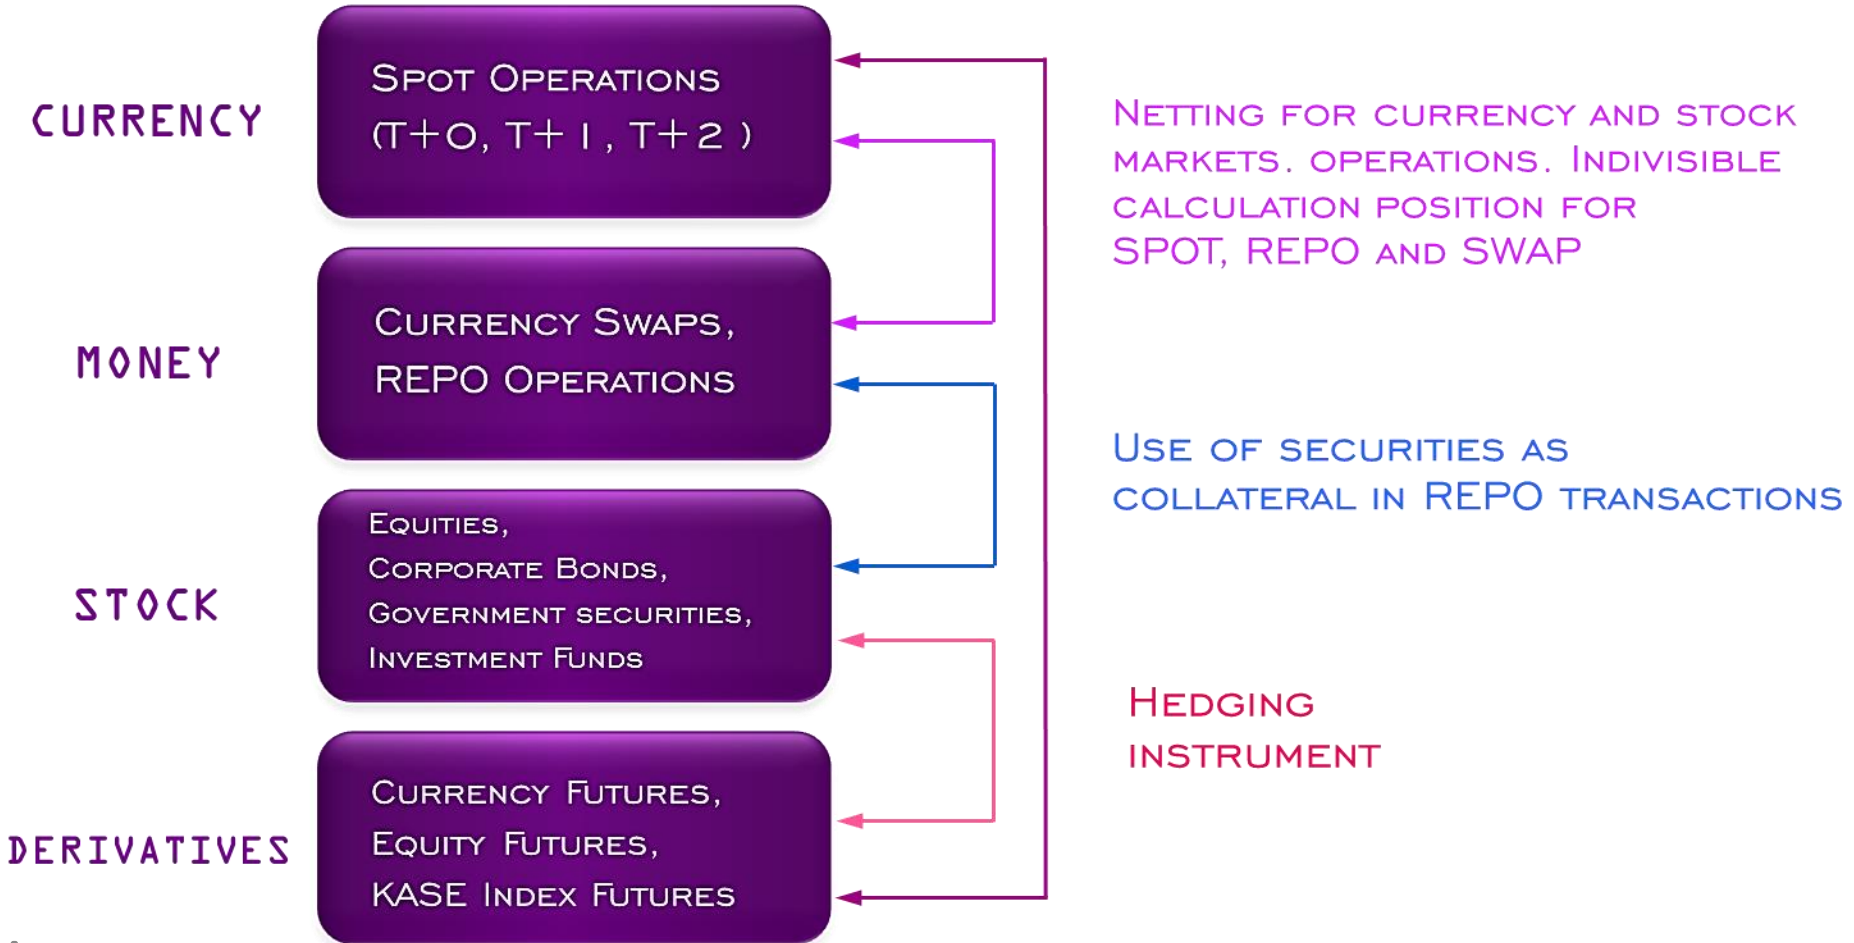 CURRENCY
SPOT OPERATIONS
(T+0, T+1, T+2 )
MONEY
CURRENCY SWAPS,
REPO OPERATIONS
STOCK
EQUITIES,
CORPORATE BONDS,
GOVERNMENT SECURITIES,
INVESTMENT FUNDS
DERIVATIVES
CURRENCY FUTURES,
EQUITY FUTURES,
KASE INDEX FUTURES
NETTING FOR CURRENCY AND STOCK
MARKETS. OPERATIONS. INDIVISIBLE
CALCULATION POSITION FOR
SPOT, REPO AND SWAP
USE OF SECURITIES AS
COLLATERAL IN REPO TRANSACTIONS
HEDGING
INSTRUMENT